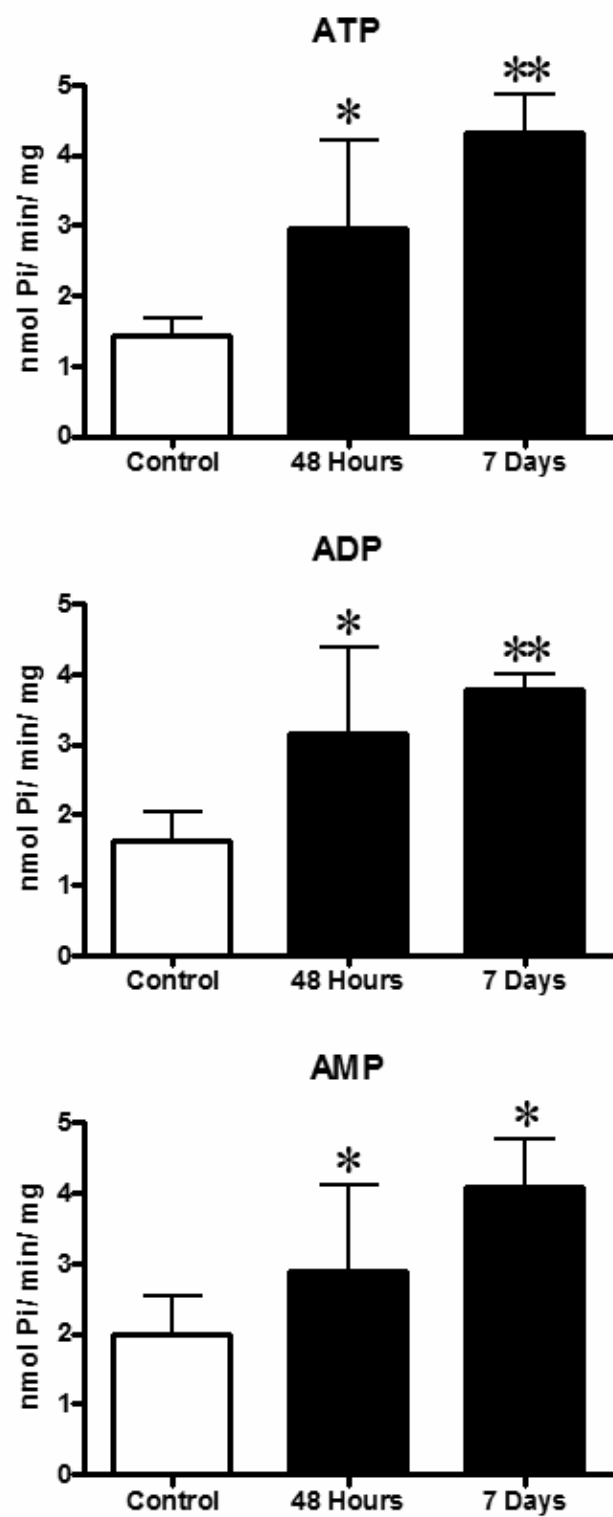 ATP
nmol Pi/ min/ mg
5
4
3
2
1
0
*
**
Control 48 Hours 7 Days
ADP
nmol Pi/ min/ mg
5
4
3
2
1
0
*
**
Control 48 Hours 7 Days
AMP
nmol Pi/ min/ mg
5
4
3
2
1
0
*
*
Control 48 Hours 7 Days